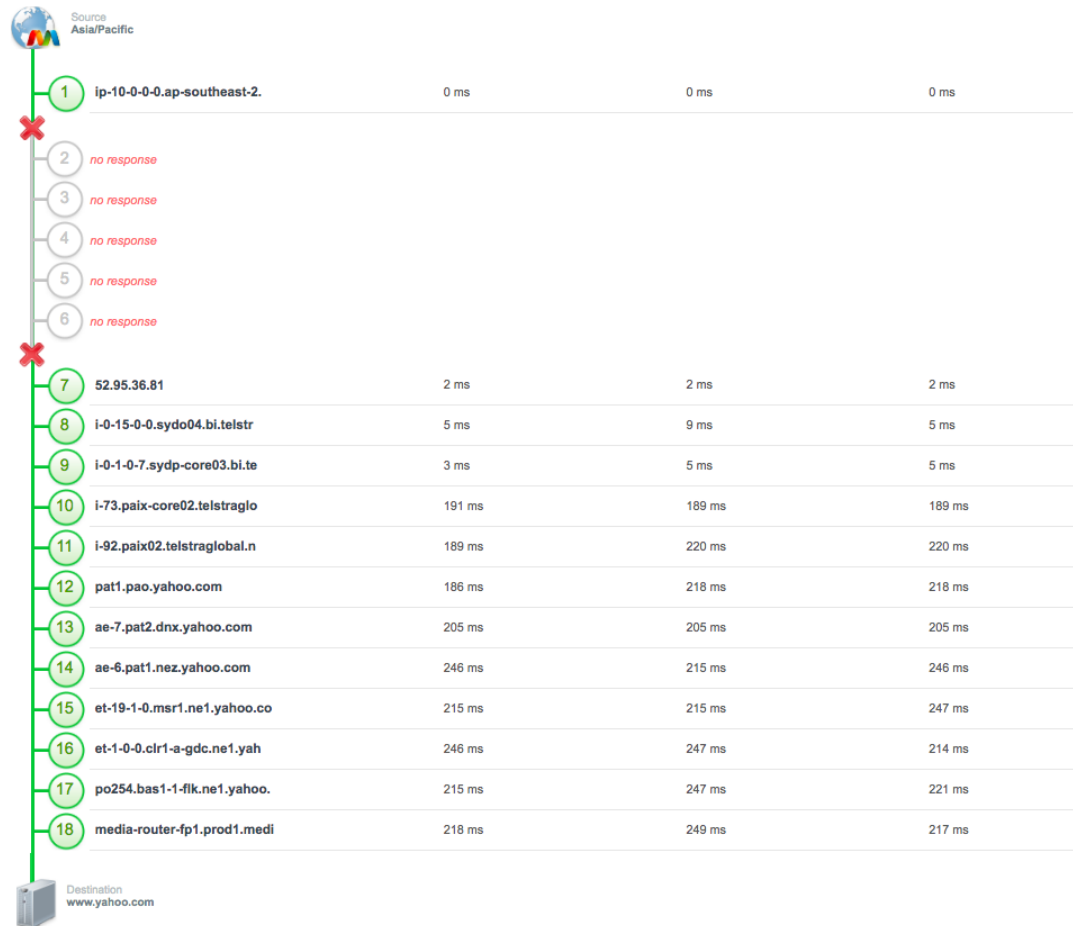 Source
Asia/Pacific
1 ip-10-0-0-0.ap-southeast-2. 0 ms 0 ms 0 ms
2 no response
3 no response
4 no response
5 no response
6 no response
7 52.95.36.81 2 ms 2 ms 2 ms
8 i-0-15-0-0.sydo04.bi.telstr 5 ms 9 ms 5 ms
9 i-0-1-0-7.sydp-core03.bi.te 3 ms 5 ms 5 ms
10 i-73.paix-core02.telstraglo 191 ms 189 ms 189 ms
11 i-92.paix02.telstraglobal.n 189 ms 220 ms 220 ms
12 pat1.pao.yahoo.com 186 ms 218 ms 218 ms
13 ae-7.pat2.dnx.yahoo.com 205 ms 205 ms 205 ms
14 ae-6.pat1.nez.yahoo.com 246 ms 215 ms 246 ms
15 et-19-1-0.msr1.ne1.yahoo.co 215 ms 215 ms 247 ms
16 et-1-0-0.clr1-a-gdc.ne1.yah 246 ms 247 ms 214 ms
17 po254.bas1-1-flk.ne1.yahoo. 215 ms 247 ms 221 ms
18 media-router-fp1.prod1.medi 218 ms 249 ms 217 ms
Destination
www.yahoo.com